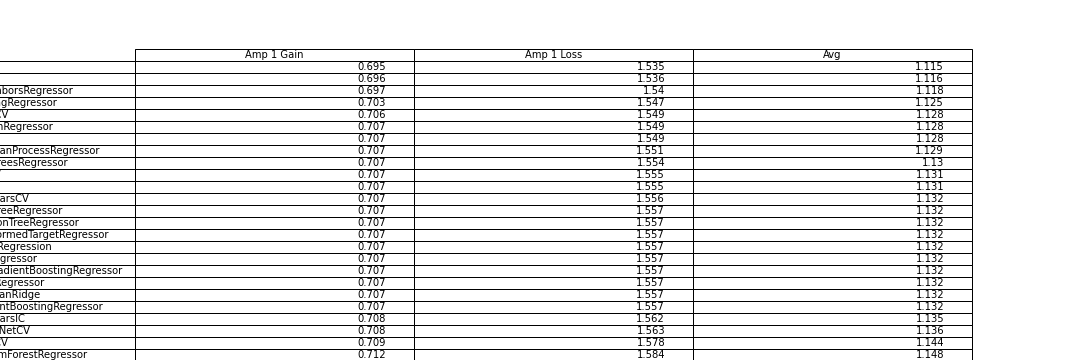 Amp 1 Gain Amp 1 Loss Avg
0.695 1.535 1.115
0.696 1.536 1.116
borsRegressor 0.697 1.54 1.118
gRegressor 0.703 1.547 1.125
CV 0.706 1.549 1.128
nRegressor 0.707 1.549 1.128
0.707 1.549 1.128
anProcessRegressor 0.707 1.551 1.129
reesRegressor 0.707 1.554 1.13
0.707 1.555 1.131
0.707 1.555 1.131
arsCV 0.707 1.556 1.132
reeRegressor 0.707 1.557 1.132
onTreeRegressor 0.707 1.557 1.132
ormedTargetRegressor 0.707 1.557 1.132
Regression 0.707 1.557 1.132
gressor 0.707 1.557 1.132
adientBoostingRegressor 0.707 1.557 1.132
Regressor 0.707 1.557 1.132
anRidge 0.707 1.557 1.132
ntBoostingRegressor 0.707 1.557 1.132
arsIC 0.708 1.562 1.135
NetCV 0.708 1.563 1.136
CV 0.709 1.578 1.144
mForestRegressor 0.712 1.584 1.148